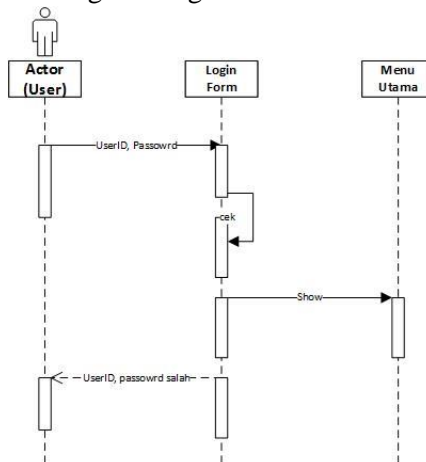 Actor
(User)
Login
Form
Menu
Utama
UserID, Passowrd
cek
Show
UserID, passowrd salah